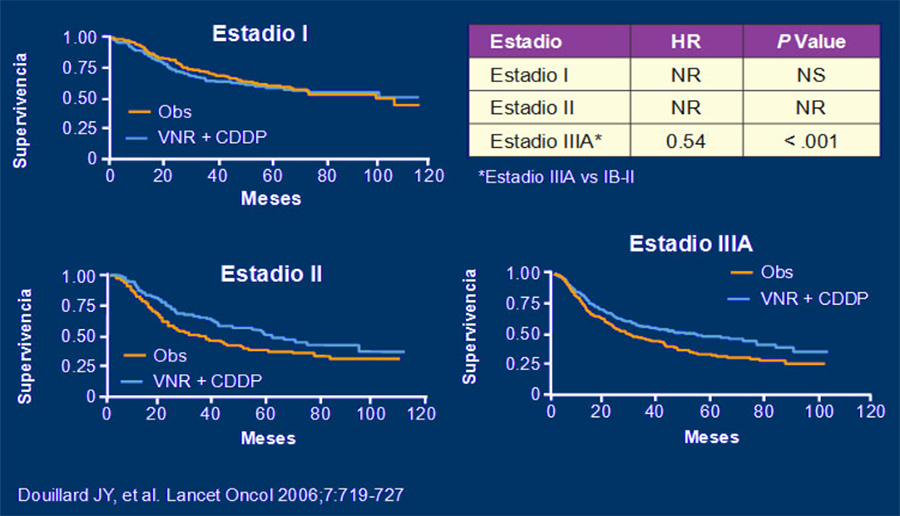 Estadio I
1.00
0.75
0.50
0.25
0
Supervivencia
Obs
VNR + CDDP
0 20 40 60 80 100 120
Meses
Estadio HR P Value
Estadio I NR NS
Estadio II NR NR
Estadio IIIA* 0.54 < .001
*Estadio IIIA vs IB-II
Estadio II
1.00
0.75
0.50
0.25
0
Supervivencia
Obs
VNR + CDDP
0 20 40 60 80 100 120
Meses
Estadio IIIA
1.00
0.75
0.50
0.25
0
Supervivencia
Obs
VNR + CDDP
0 20 40 60 80 100 120
Meses
Douillard JY, et al. Lancet Oncol 2006;7:719-727